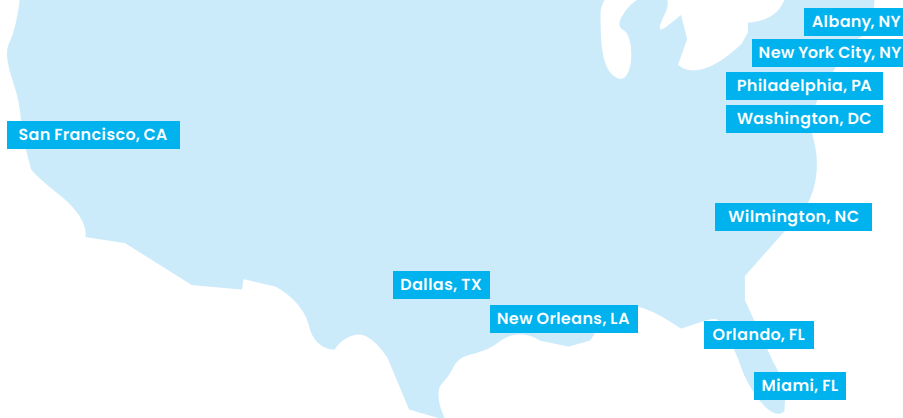 Albany, NY
New York City, NY
Philadelphia, PA
Washington, DC
San Francisco, CA
Wilmington, NC
Dallas, TX
New Orleans, LA
Orlando, FL
Miami, FL